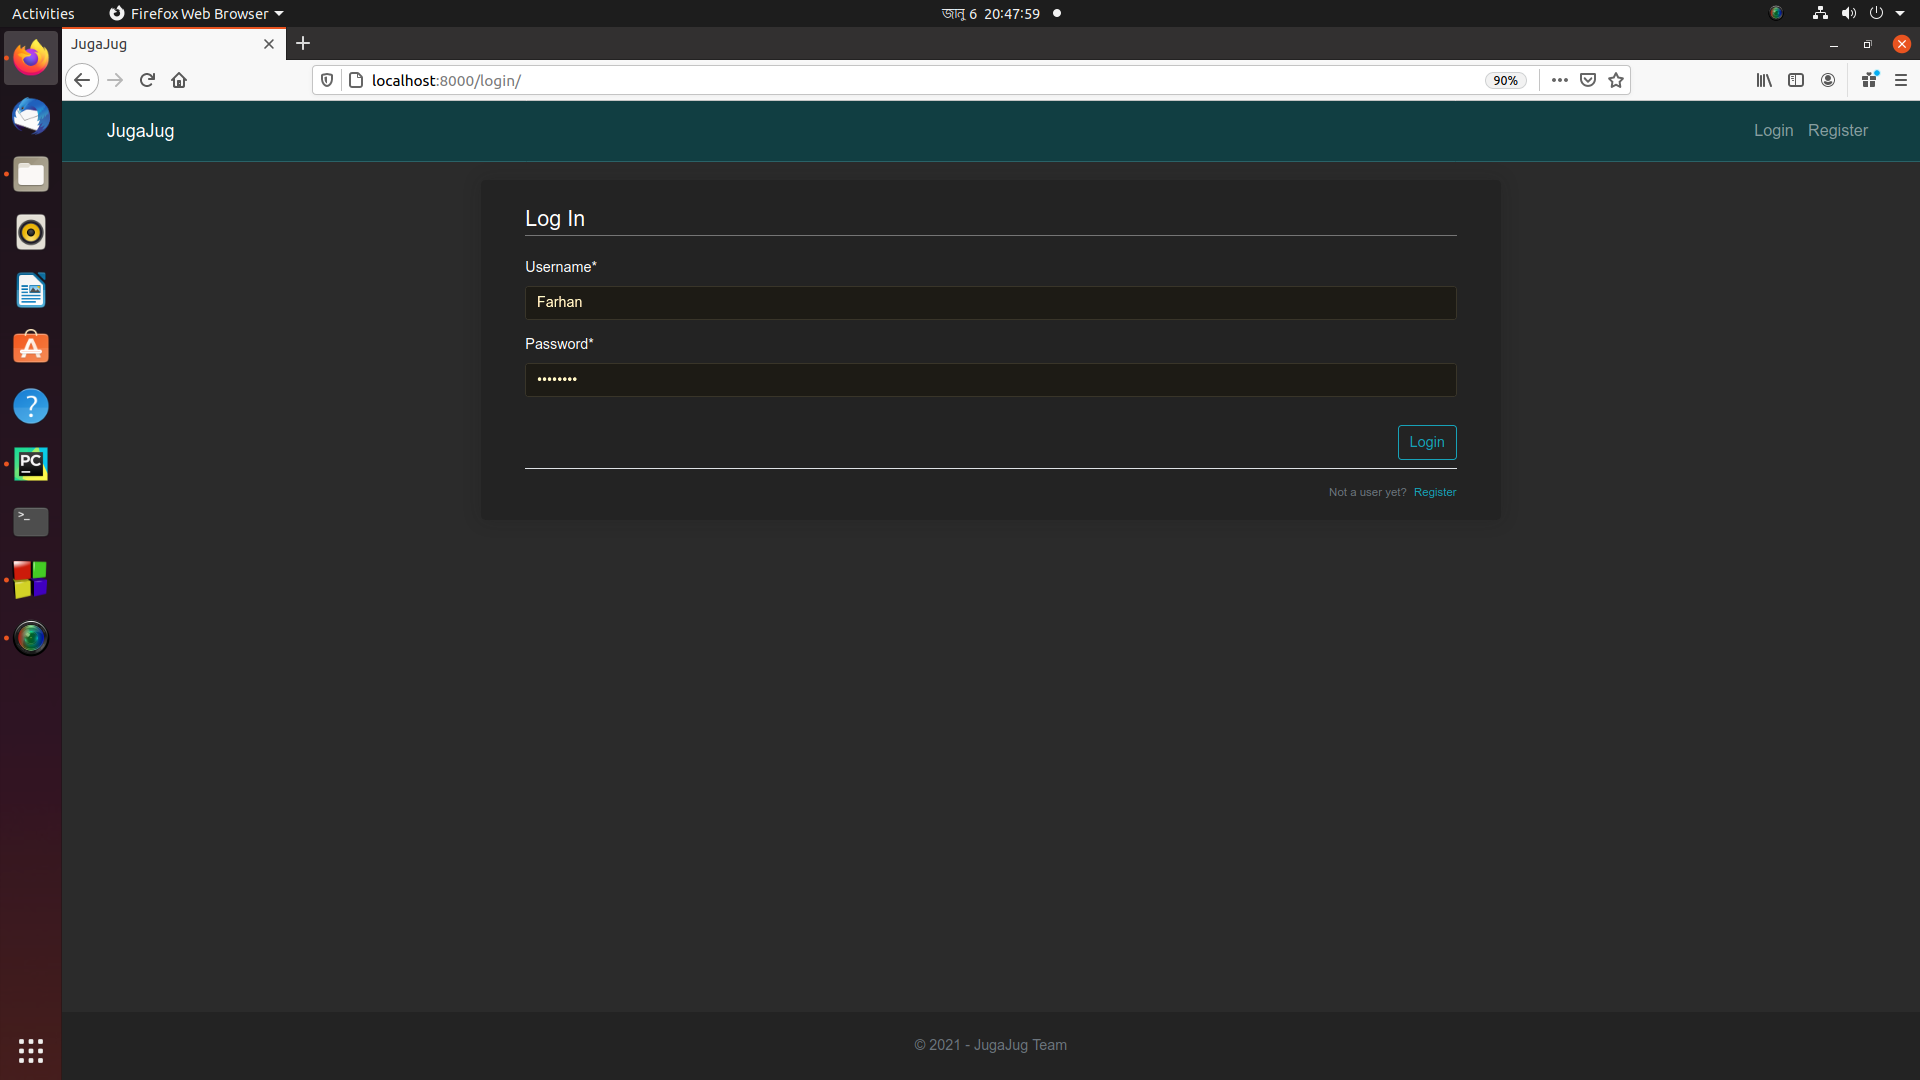 Activities Firefox Web Browser জানু 6 20:47:59
JugaJug
localhost:8000/login/ 90%
JugaJug Login Register
Log In
Username*
Farhan
Password*
••••••••
Login
Not a user yet? Register
PC
>_
© 2021 - JugaJug Team